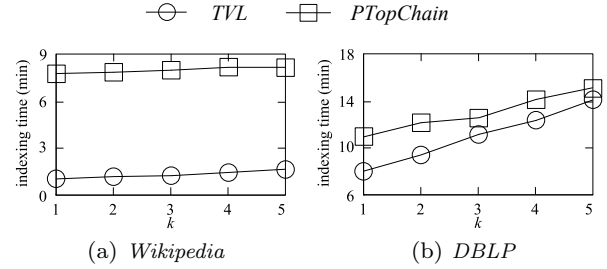 TVL PTopChain
indexing time (min)
9
6
3
0
1 2 3 4 5
k
(a) Wikipedia
indexing time (min)
18
14
10
6
1 2 3 4 5
k
(b) DBLP